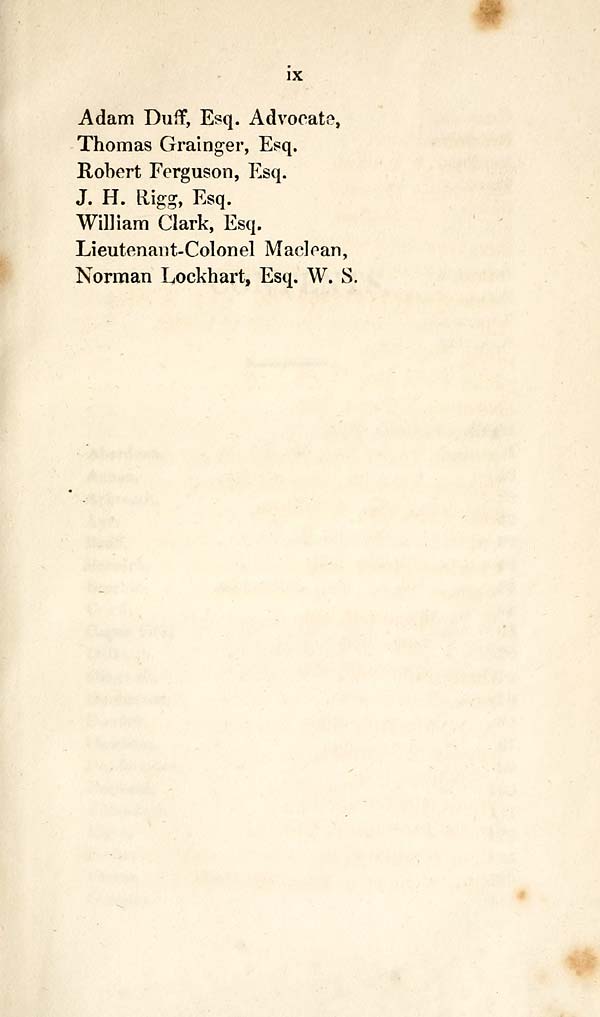 ix
Adam Duff, Esq. Advocate,
Thomas Grainger, Esq.
Robert Ferguson, Esq.
J. H. Rigg, Esq.
William Clark, Esq.
Lieutenant-Colonel Maclean,
Norman Lockhart, Esq. W. S.